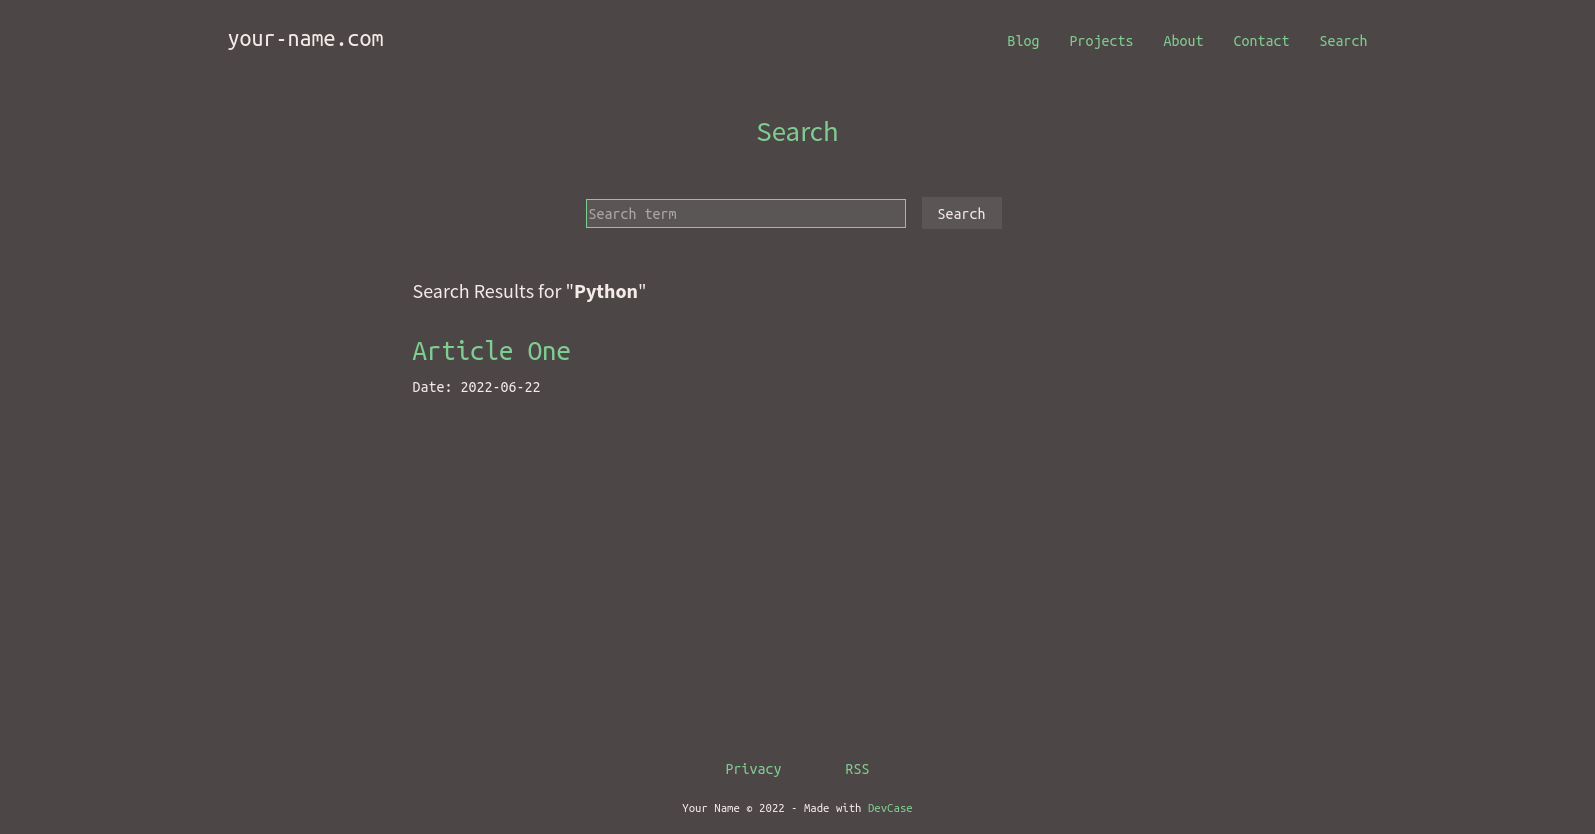 your-name.com
Blog Projects About Contact Search
Search
Search term Search
Search Results for "Python"
Article One
Date: 2022-06-22
Privacy RSS
Your Name © 2022 - Made with DevCase